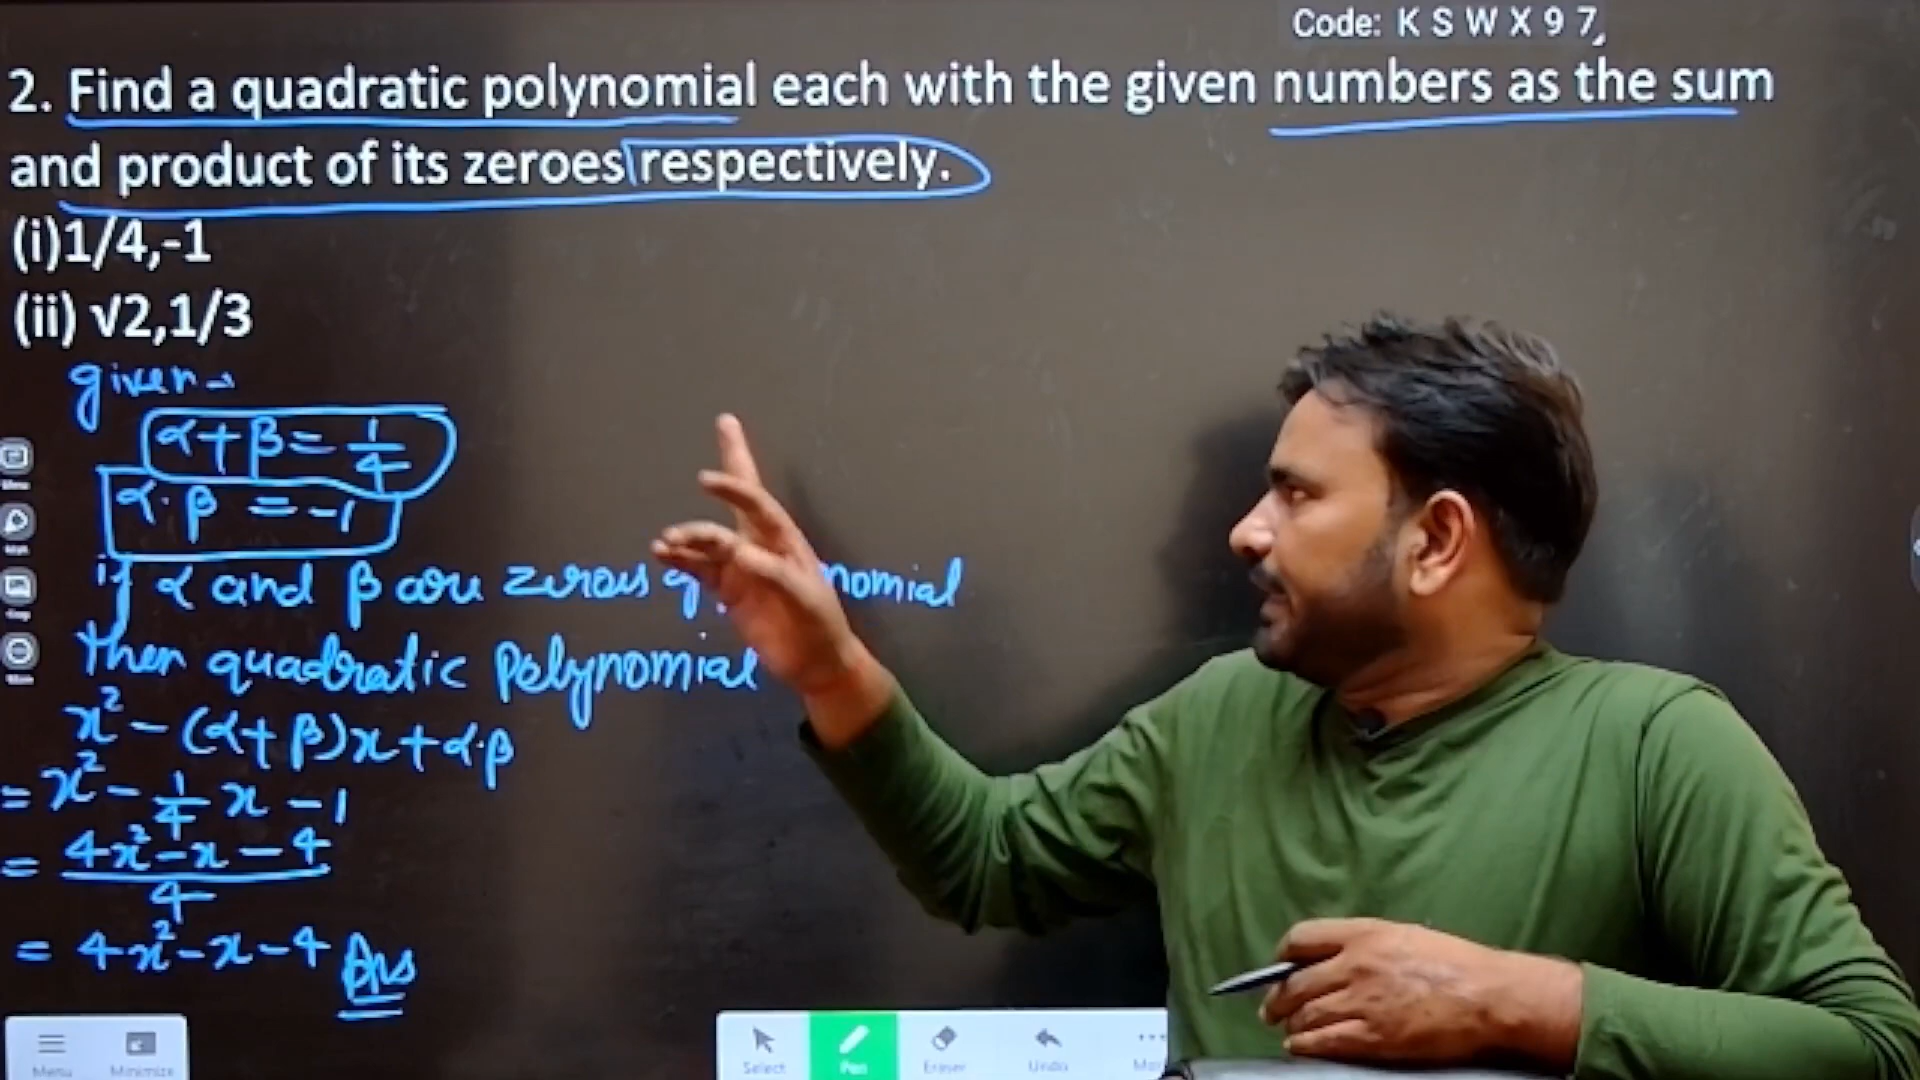 Code: K S W X 9 7
2. Find a quadratic polynomial each with the given numbers as the sum
and product of its zeroes respectively.
(i)1/4,-1
(ii) √2,1/3
given→
α+β=1/4
α·β = -1
if α and β are zeroes nomial
then quadratic Polynomial
x²-(α+β)x+α·β
= x²-1/4 x -1
= 4x²-x-4/4
= 4x²-x-4 Ans
Menu Minimize Select Pen Eraser Undo